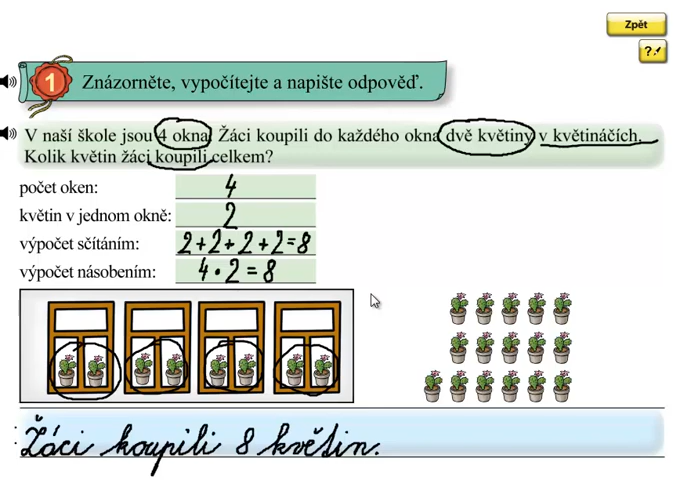 Zpět
?
1 Znázorněte, vypočítejte a napište odpověď.
V naší škole jsou 4 okna. Žáci koupili do každého okna dvě květiny v květináčích.
Kolik květin žáci koupili celkem?
počet oken: 4
květin v jednom okně: 2
výpočet sčítáním: 2+2+2+2=8
výpočet násobením: 4·2=8
Žáci koupili 8 květin.